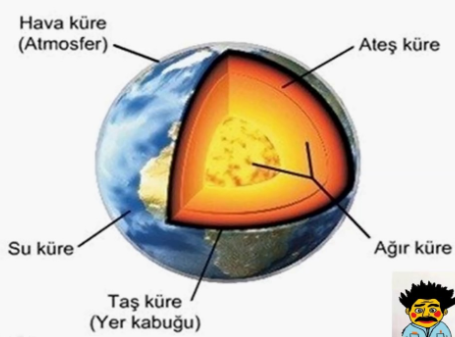 Hava küre
(Atmosfer)
Ateş küre
Su küre
Ağır küre
Taş küre
(Yer kabuğu)